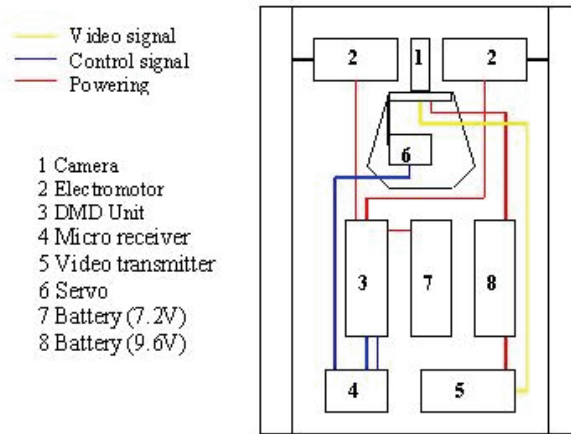 Video signal
Control signal
Powering
1 Camera
2 Electromotor
3 DMD Unit
4 Micro receiver
5 Video transmitter
6 Servo
7 Battery (7.2V)
8 Battery (9.6V)
2
1
2
6
3
7
8
4
5